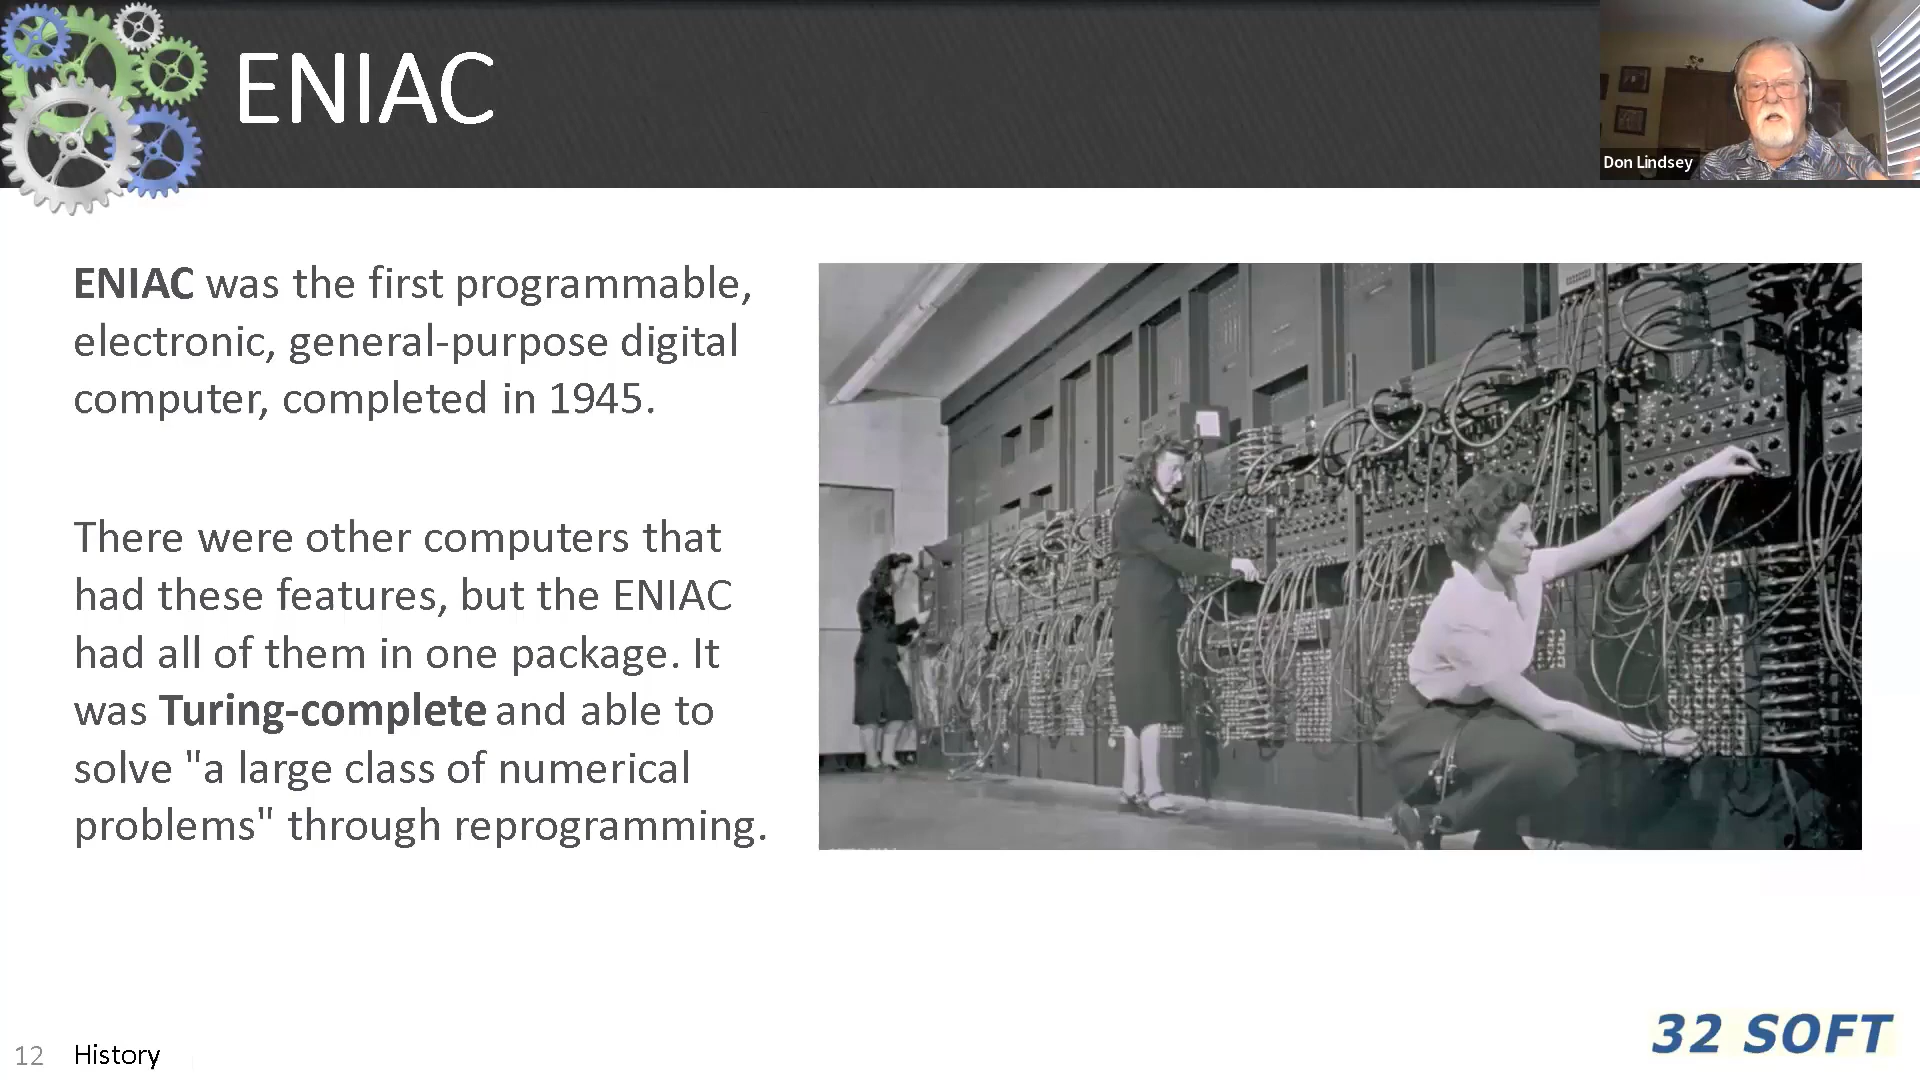 ENIAC
Don Lindsey
ENIAC was the first programmable,
electronic, general-purpose digital
computer, completed in 1945.
There were other computers that
had these features, but the ENIAC
had all of them in one package. It
was Turing-complete and able to
solve "a large class of numerical
problems" through reprogramming.
12 History
32 SOFT